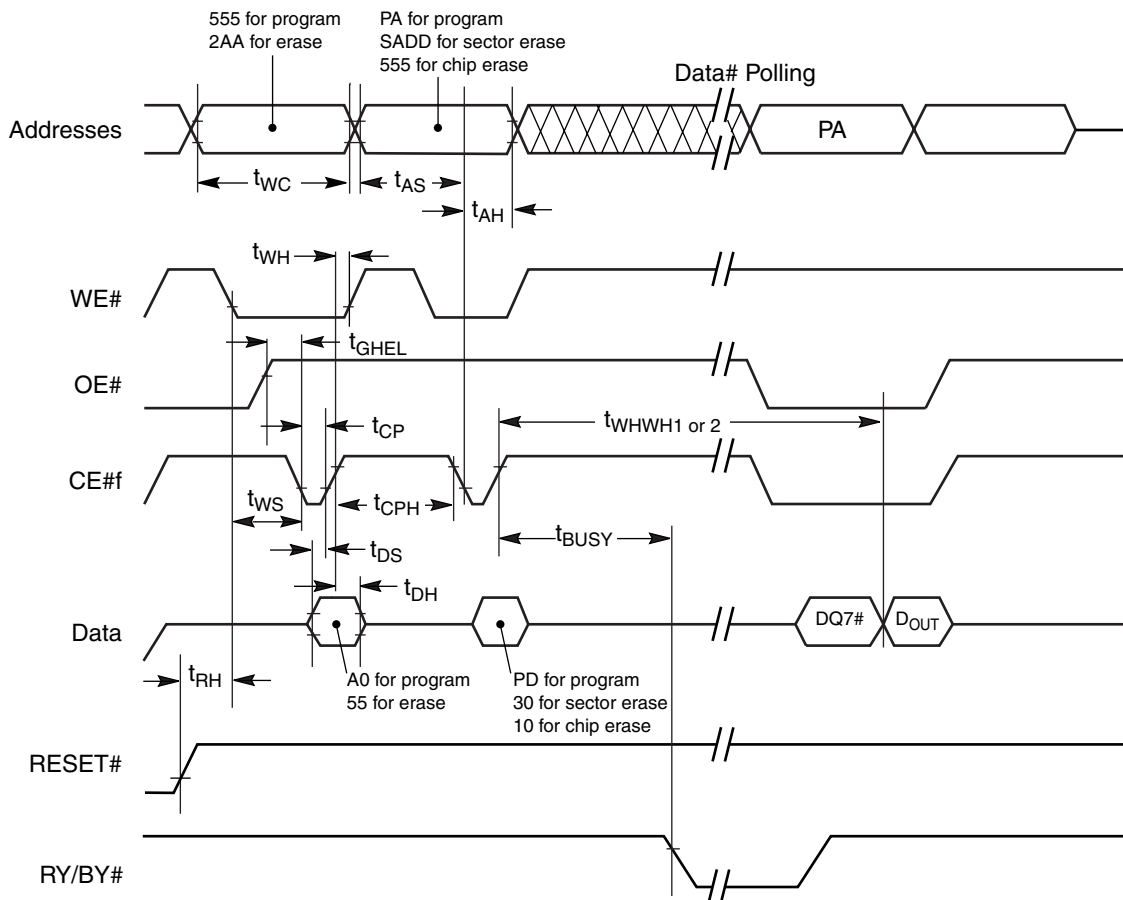 555 for program
2AA for erase
PA for program
SADD for sector erase
555 for chip erase
Data# Polling
Addresses
PA
tWC
tAS
tAH
tWH
WE#
tGHEL
OE#
tWHWH1 or 2
tCP
CE#f
tWS
tCPH
tBUSY
tDS
tDH
Data
DQ7#
DOUT
tRH
A0 for program
55 for erase
PD for program
30 for sector erase
10 for chip erase
RESET#
RY/BY#